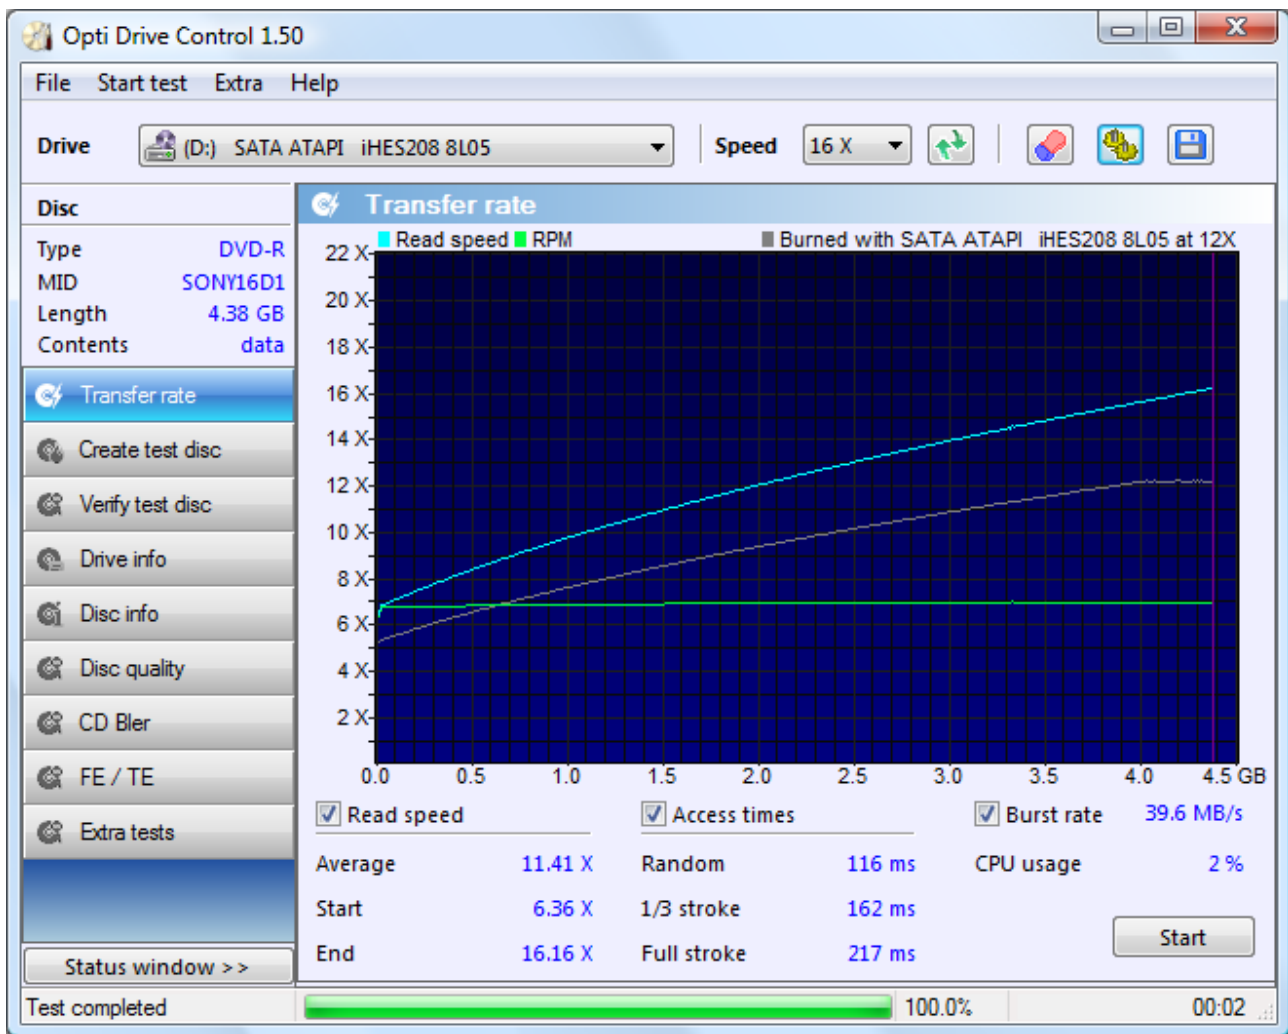 Opti Drive Control 1.50
File Start test Extra Help
Drive (D:) SATA ATAPI iHES208 8L05 Speed 16 X
Disc
Type DVD-R
MID SONY16D1
Length 4.38 GB
Contents data
Transfer rate
Create test disc
Verify test disc
Drive info
Disc info
Disc quality
CD Bler
FE / TE
Extra tests
Status window >>
Transfer rate
Read speed RPM Burned with SATA ATAPI iHES208 8L05 at 12X
22 X
20 X
18 X
16 X
14 X
12 X
10 X
8 X
6 X
4 X
2 X
0.0 0.5 1.0 1.5 2.0 2.5 3.0 3.5 4.0 4.5 GB
Read speed Access times Burst rate 39.6 MB/s
Average 11.41 X Random 116 ms CPU usage 2 %
Start 6.36 X 1/3 stroke 162 ms
End 16.16 X Full stroke 217 ms
Start
Test completed 100.0% 00:02